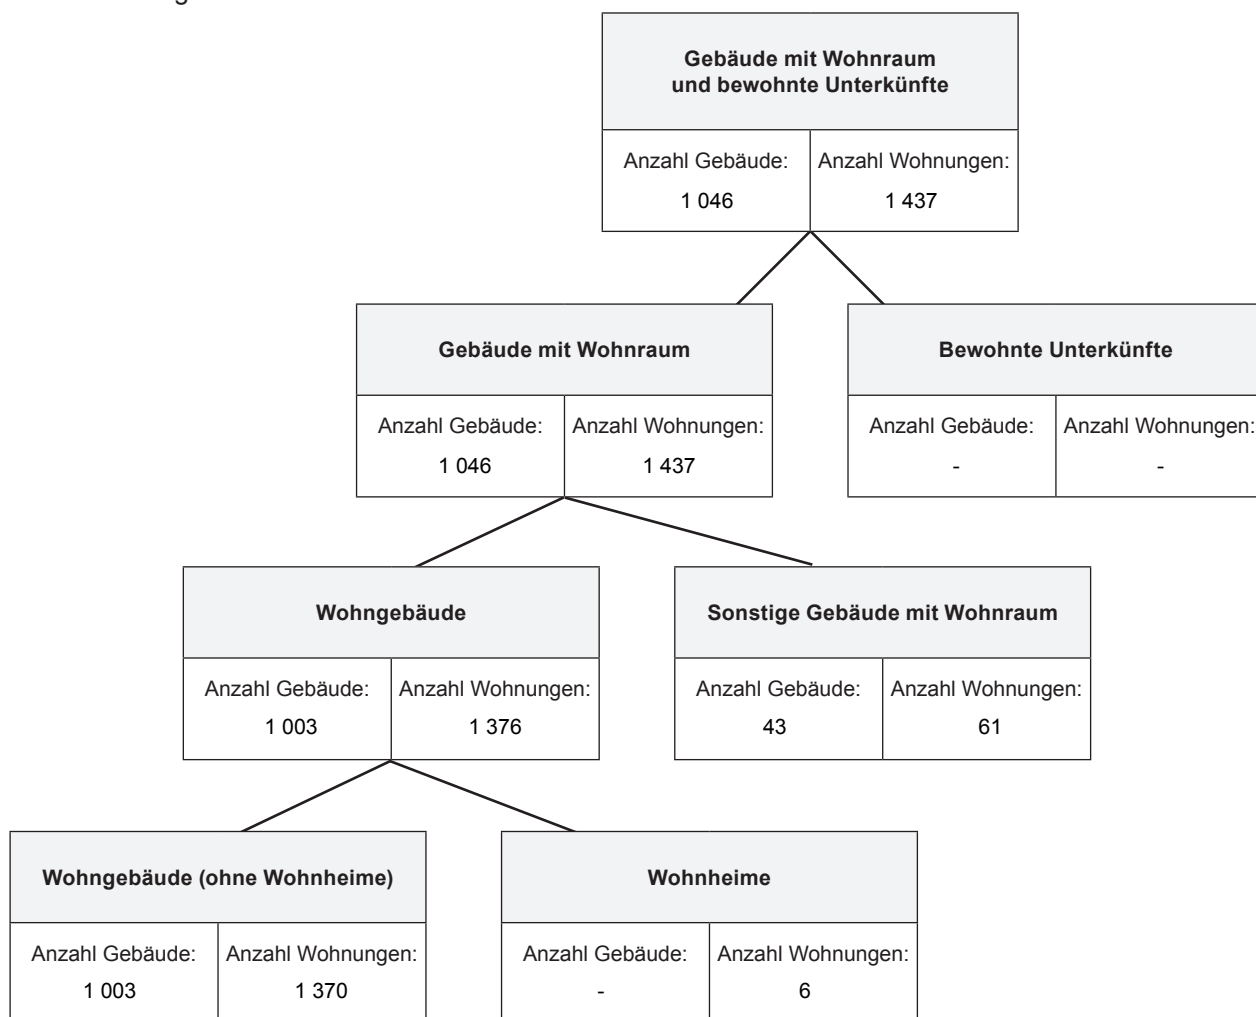 Gebäude mit Wohnraum
und bewohnte Unterkünfte
Anzahl Gebäude: Anzahl Wohnungen:
1 046 1 437
Gebäude mit Wohnraum Bewohnte Unterkünfte
Anzahl Gebäude: Anzahl Wohnungen: Anzahl Gebäude: Anzahl Wohnungen:
1 046 1 437 - -
Wohngebäude Sonstige Gebäude mit Wohnraum
Anzahl Gebäude: Anzahl Wohnungen: Anzahl Gebäude: Anzahl Wohnungen:
1 003 1 376 43 61
Wohngebäude (ohne Wohnheime) Wohnheime
Anzahl Gebäude: Anzahl Wohnungen: Anzahl Gebäude: Anzahl Wohnungen:
1 003 1 370 - 6